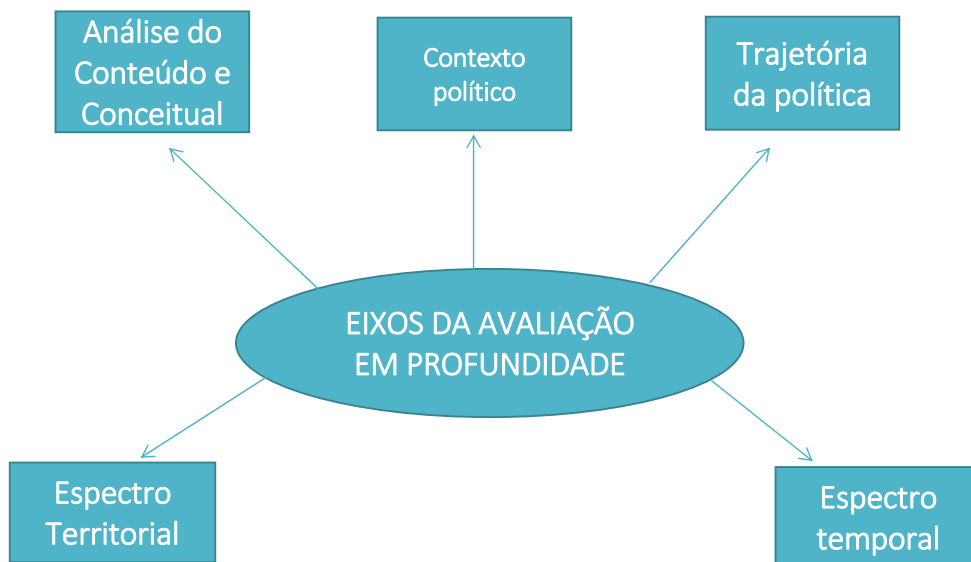 Análise do
Conteúdo e
Conceitual
Contexto
político
Trajetória
da política
EIXOS DA AVALIAÇÃO
EM PROFUNDIDADE
Espectro
Territorial
Espectro
temporal